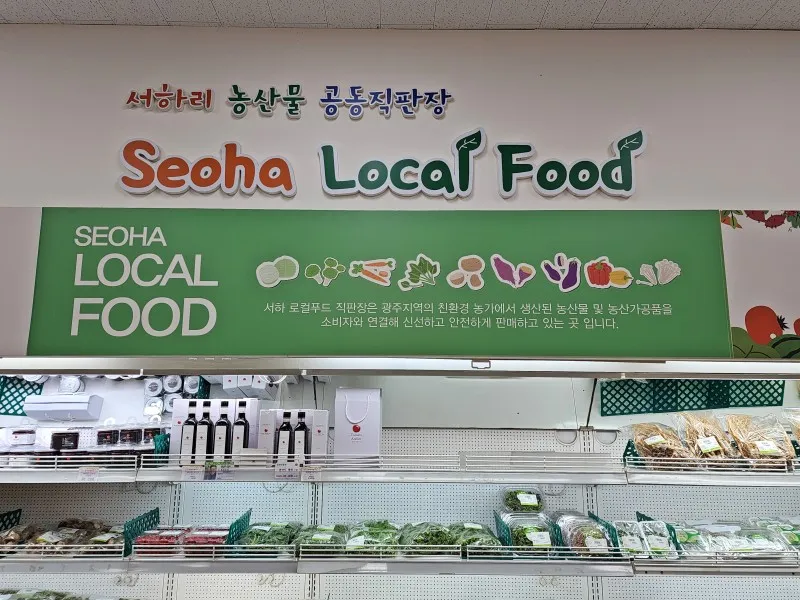 서하리 농산물 공동직판장
Seoha Local Food
SEOHA
LOCAL
FOOD
서하 로컬푸드 직판장은 광주지역의 친환경 농가에서 생산된 농산물 및 농산가공품을
소비자와 연결해 신선하고 안전하게 판매하고 있는 곳 입니다.